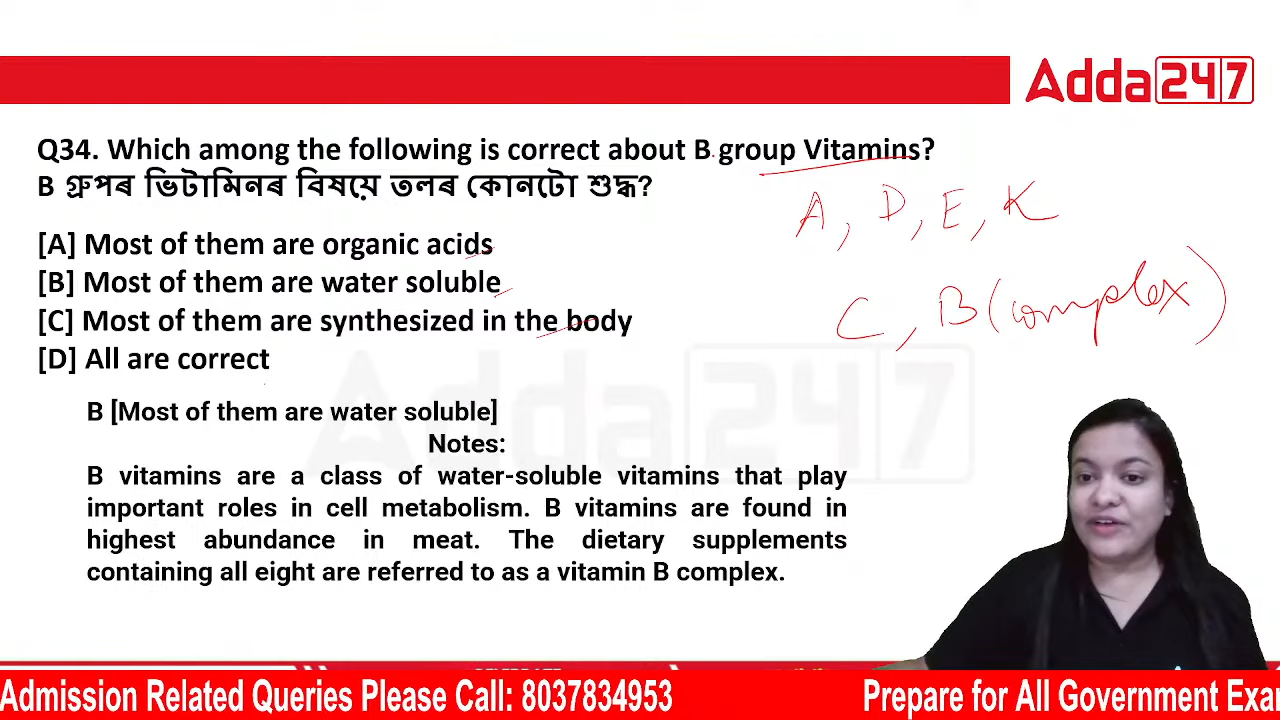 Adda247
Q34. Which among the following is correct about B group Vitamins?
B গ্ৰুপৰ ভিটামিনৰ বিষয়ে তলৰ কোনটো শুদ্ধ?
A, D, E, K
[A] Most of them are organic acids
[B] Most of them are water soluble
C, B (complex)
[C] Most of them are synthesized in the body
[D] All are correct
B [Most of them are water soluble]
Notes:
B vitamins are a class of water-soluble vitamins that play
important roles in cell metabolism. B vitamins are found in
highest abundance in meat. The dietary supplements
containing all eight are referred to as a vitamin B complex.
Adda247
Admission Related Queries Please Call: 8037834953
Prepare for All Government Exa